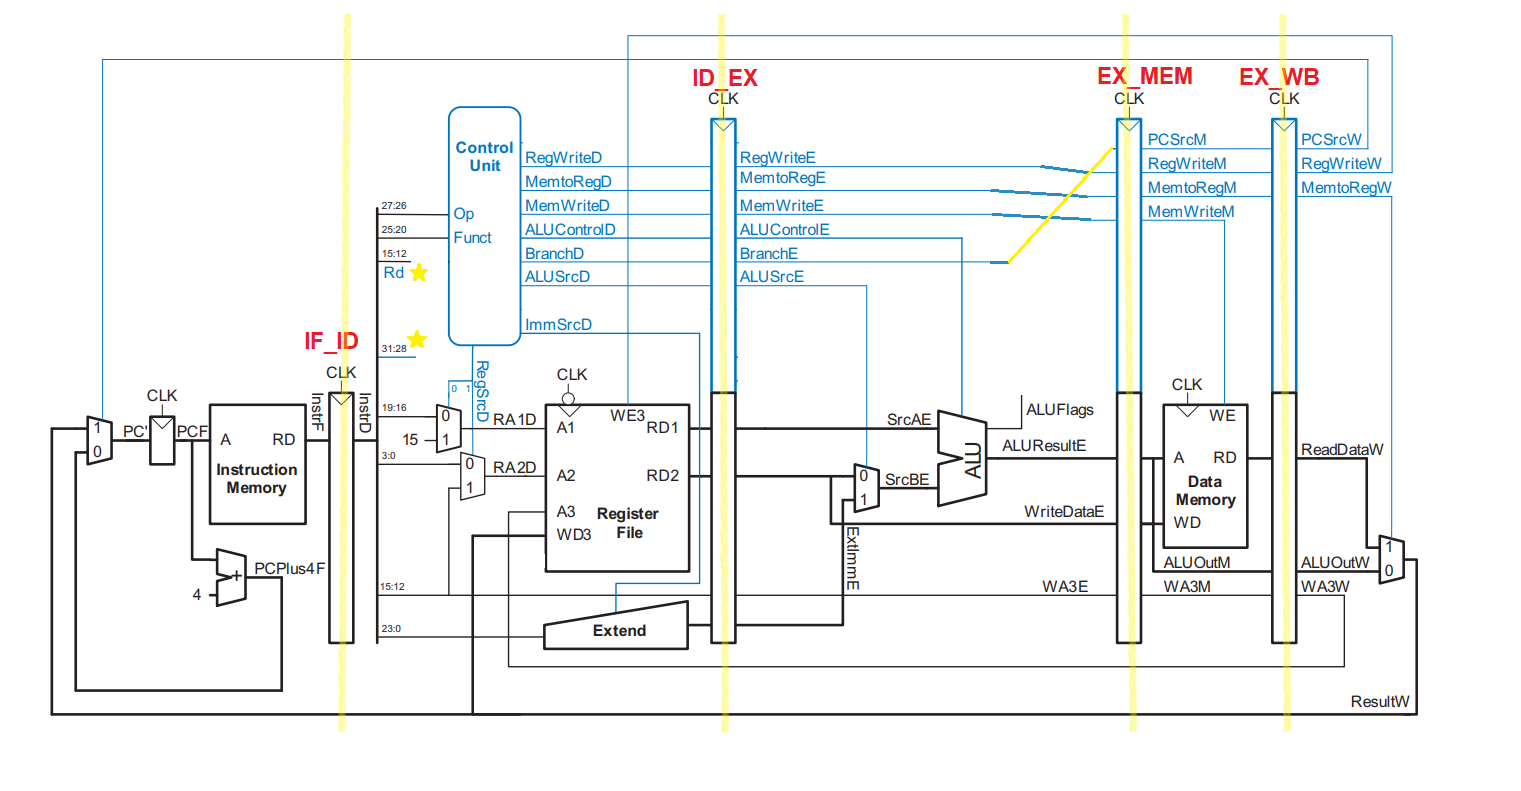 ID_EX
EX_MEM
EX_WB
CLK
CLK
CLK
Control
Unit
RegWriteD
MemtoRegD
MemWriteD
ALUControlD
BranchD
ALUSrcD
ImmSrcD
RegWriteE
MemtoRegE
MemWriteE
ALUControlE
BranchE
ALUSrcE
PCSrcM
RegWriteM
MemtoRegM
MemWriteM
PCSrcW
RegWriteW
MemtoRegW
27:26
Op
25:20
Funct
15:12
Rd
31:28
IF_ID
CLK
InstrF
InstrD
RegSrcD
0 1
CLK
1
0
PC'
PCF
A
RD
Instruction
Memory
PCPlus4F
4
+
19:16
15
0
1
RA1D
3:0
0
1
RA2D
CLK
WE3
A1
RD1
A2
RD2
A3
WD3
Register
File
15:12
23:0
Extend
ExtImmE
SrcAE
0
1
SrcBE
ALU
ALUFlags
ALUResultE
WriteDataE
WA3E
CLK
WE
A
RD
Data
Memory
WD
ALUOutM
WA3M
ReadDataW
ALUOutW
WA3W
1
0
ResultW